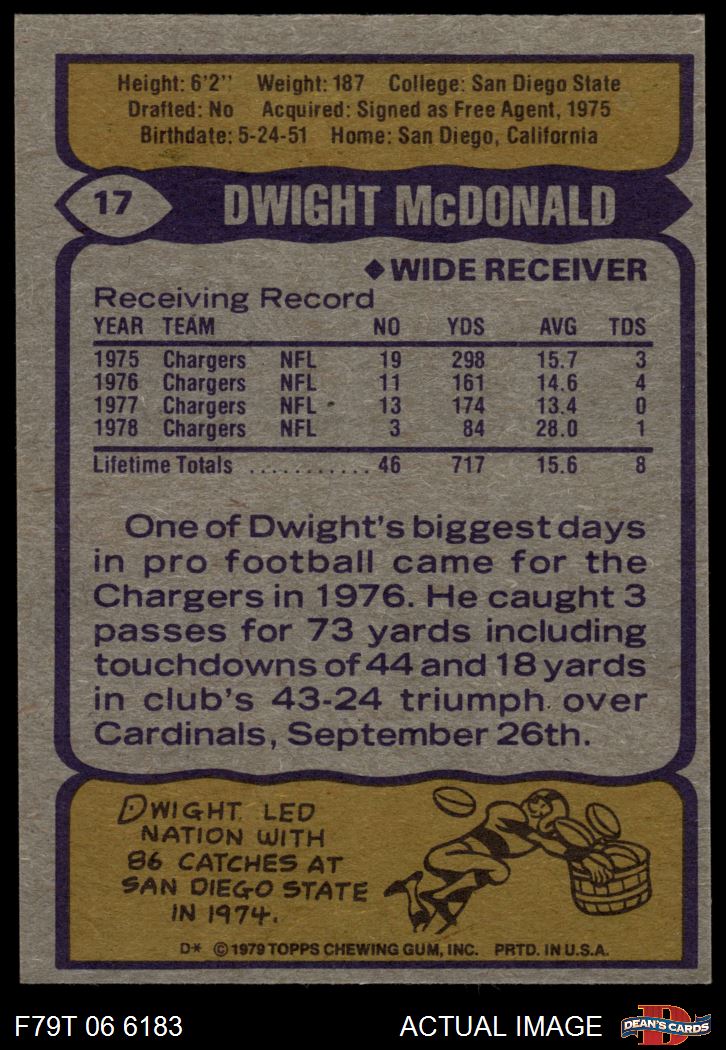 Height: 6'2'' Weight: 187 College: San Diego State
Drafted: No Acquired: Signed as Free Agent, 1975
Birthdate: 5-24-51 Home: San Diego, California
17 DWIGHT McDONALD
◆ WIDE RECEIVER
Receiving Record
YEAR TEAM NO YDS AVG TDS
1975 Chargers NFL 19 298 15.7 3
1976 Chargers NFL 11 161 14.6 4
1977 Chargers NFL 13 174 13.4 0
1978 Chargers NFL 3 84 28.0 1
Lifetime Totals ........... 46 717 15.6 8
One of Dwight's biggest days
in pro football came for the
Chargers in 1976. He caught 3
passes for 73 yards including
touchdowns of 44 and 18 yards
in club's 43-24 triumph over
Cardinals, September 26th.
DWIGHT LED
NATION WITH
86 CATCHES AT
SAN DIEGO STATE
IN 1974.
D* © 1979 TOPPS CHEWING GUM, INC. PRTD. IN U.S.A.
F79T 06 6183 ACTUAL IMAGE D DEAN'S CARDS